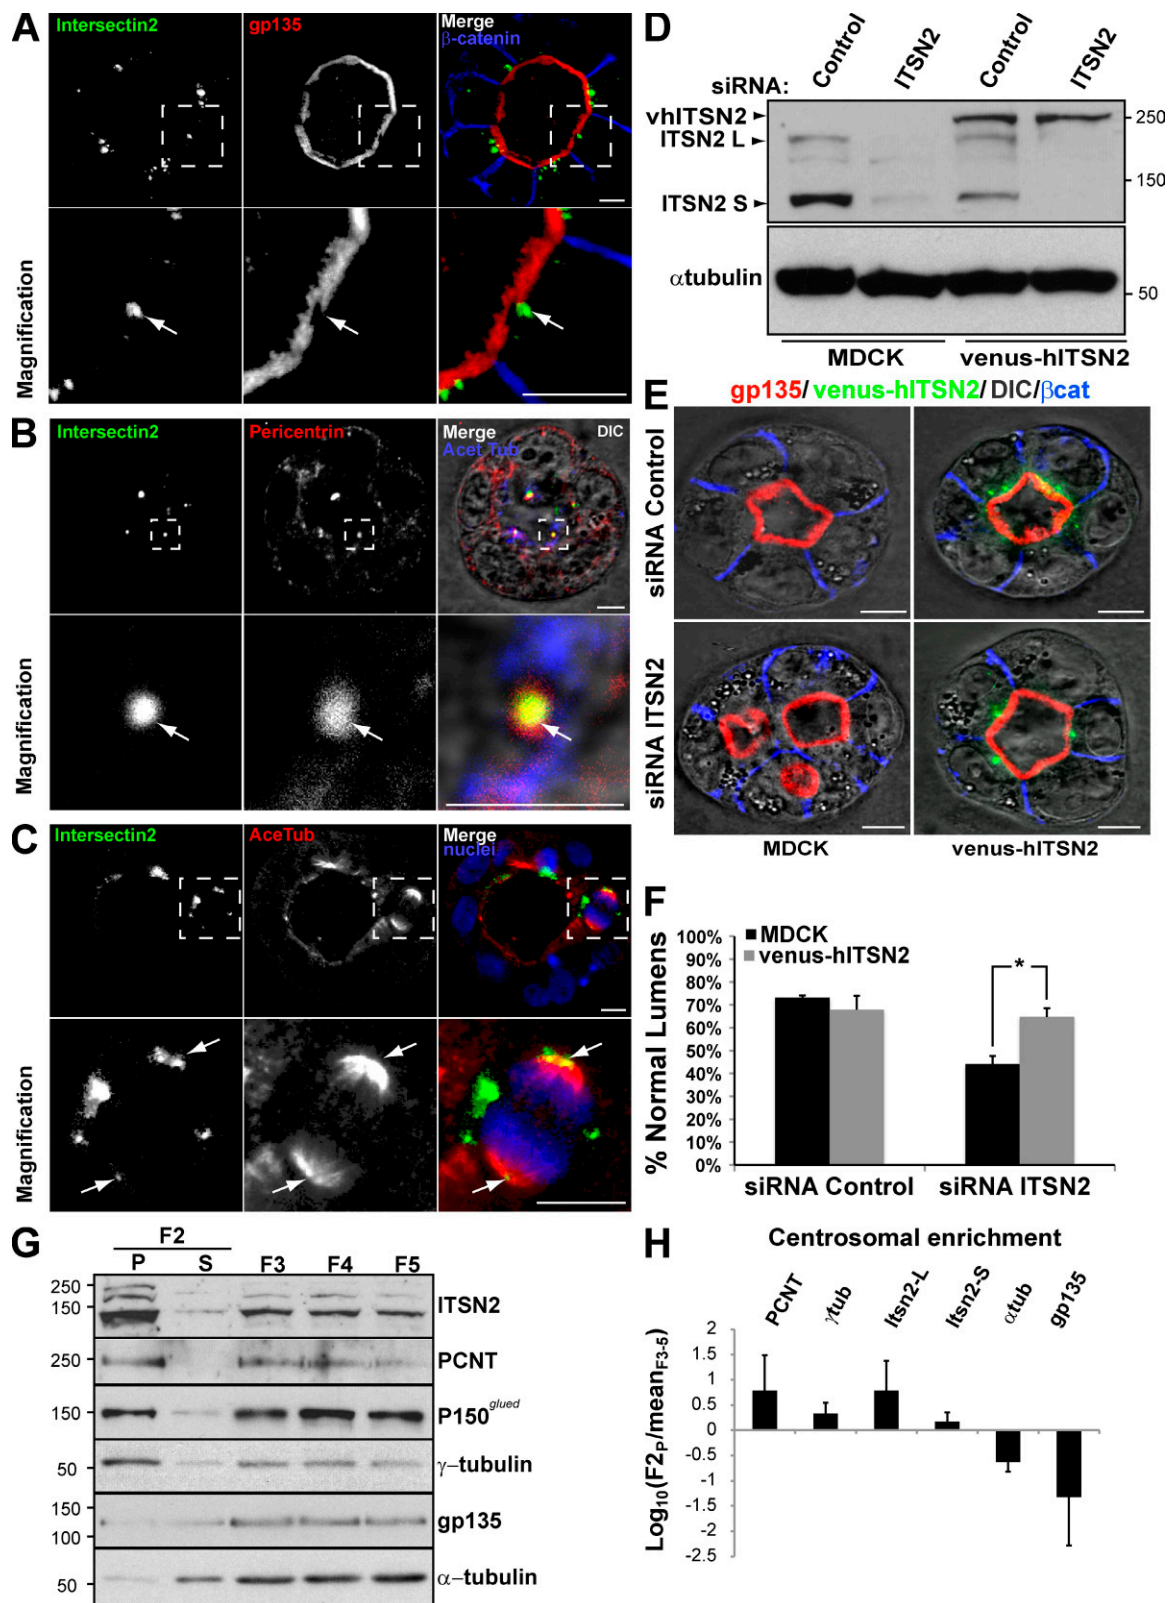 A
Intersectin2
gp135
Merge
β-catenin
Magnification
B
Intersectin2
Pericentrin
Merge
Acet Tub
DIC
Magnification
C
Intersectin2
AceTub
Merge
nuclei
Magnification
D
siRNA:
Control
ITSN2
Control
ITSN2
vhITSN2
ITSN2 L
ITSN2 S
250
150
αtubulin
50
MDCK
venus-hITSN2
E
gp135/venus-hITSN2/DIC/βcat
siRNA Control
siRNA ITSN2
MDCK
venus-hITSN2
F
% Normal Lumens
100%
90%
80%
70%
60%
50%
40%
30%
20%
10%
0%
MDCK
venus-hITSN2
*
siRNA Control
siRNA ITSN2
G
F2
P
S
F3
F4
F5
250
150
ITSN2
250
PCNT
150
P150glued
50
γ–tubulin
150
100
gp135
50
α–tubulin
H
Centrosomal enrichment
PCNT
γtub
Itsn2-L
Itsn2-S
αtub
gp135
Log₁₀(F2P/meanF3-5)
2
1.5
1
0.5
0
-0.5
-1
-1.5
-2
-2.5